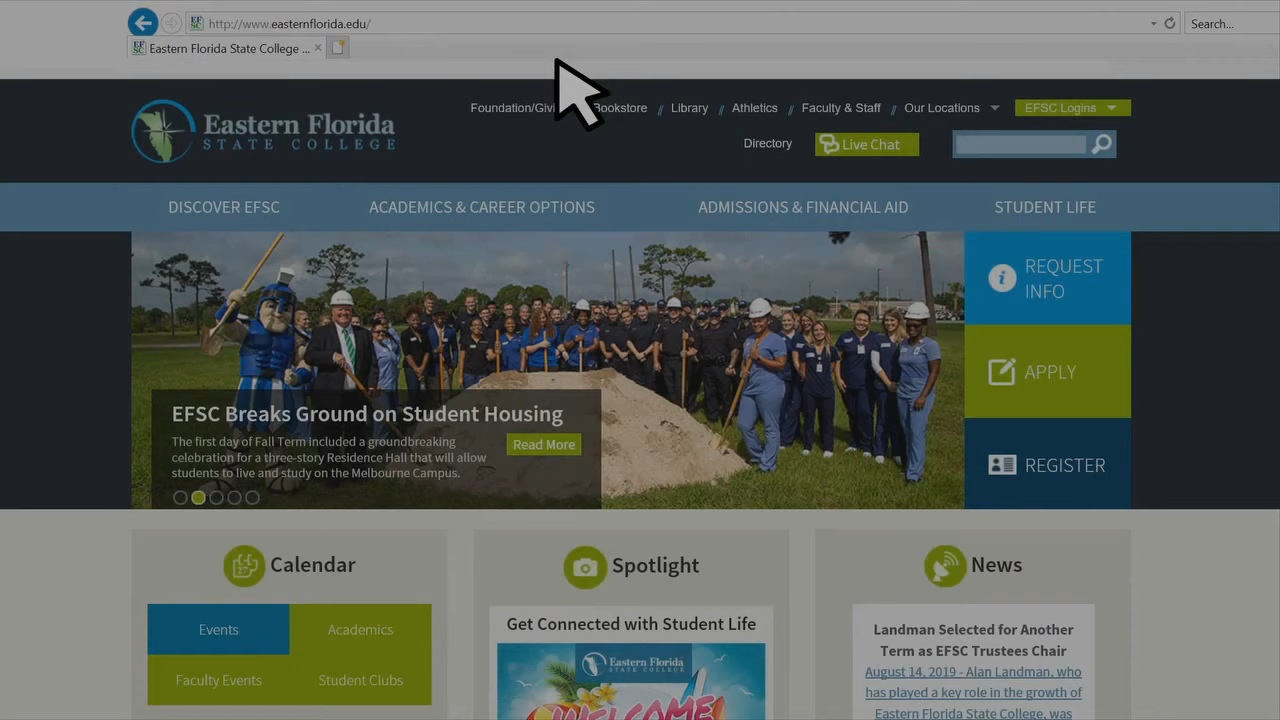 http://www.easternflorida.edu/
Search...
Eastern Florida State College ...
Foundation/Givi
Bookstore // Library // Athletics // Faculty & Staff // Our Locations
EFSC Logins
Eastern Florida
STATE COLLEGE
Directory
Live Chat
DISCOVER EFSC
ACADEMICS & CAREER OPTIONS
ADMISSIONS & FINANCIAL AID
STUDENT LIFE
REQUEST
INFO
APPLY
REGISTER
EFSC Breaks Ground on Student Housing
The first day of Fall Term included a groundbreaking
celebration for a three-story Residence Hall that will allow
students to live and study on the Melbourne Campus.
Read More
Calendar
Events
Academics
Faculty Events
Student Clubs
Spotlight
Get Connected with Student Life
Eastern Florida
STATE COLLEGE
WELCOME
News
Landman Selected for Another
Term as EFSC Trustees Chair
August 14, 2019 - Alan Landman, who
has played a key role in the growth of
Eastern Florida State College, was